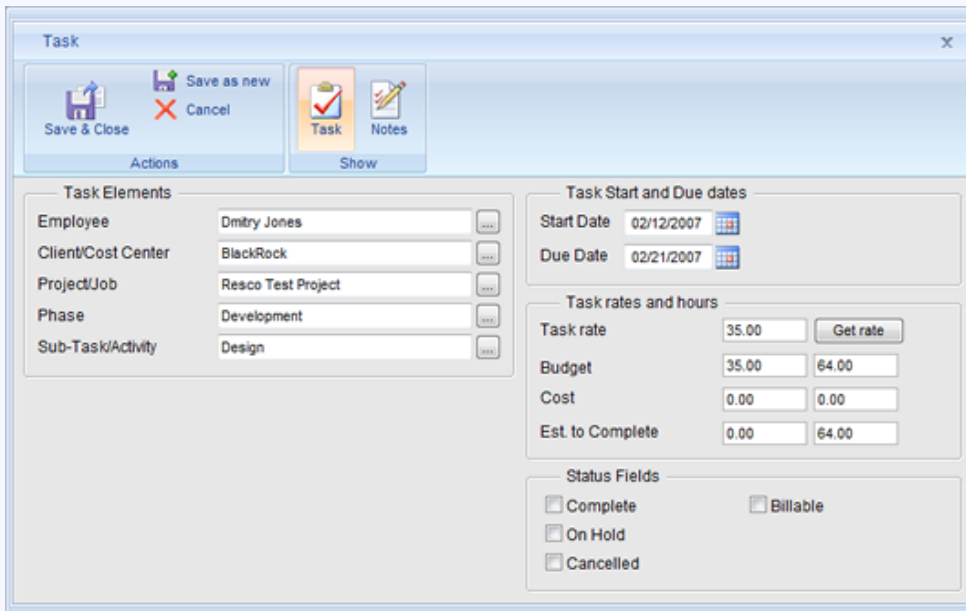 Task
Save & Close
Save as new
Cancel
Actions
Task
Notes
Show
Task Elements
Employee Dmitry Jones ...
Client/Cost Center BlackRock ...
Project/Job Resco Test Project ...
Phase Development ...
Sub-Task/Activity Design ...
Task Start and Due dates
Start Date 02/12/2007
Due Date 02/21/2007
Task rates and hours
Task rate 35.00 Get rate
Budget 35.00 64.00
Cost 0.00 0.00
Est. to Complete 0.00 64.00
Status Fields
Complete Billable
On Hold
Cancelled